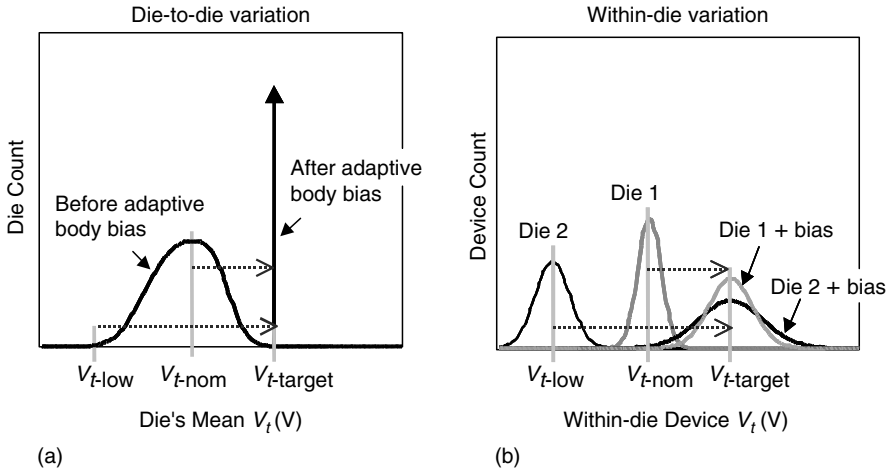 Die-to-die variation
Die Count
Before adaptive
body bias
After adaptive
body bias
Vt-low
Vt-nom
Vt-target
Die's Mean Vt (V)
(a)
Within-die variation
Device Count
Die 2
Die 1
Die 1 + bias
Die 2 + bias
Vt-low
Vt-nom
Vt-target
Within-die Device Vt (V)
(b)